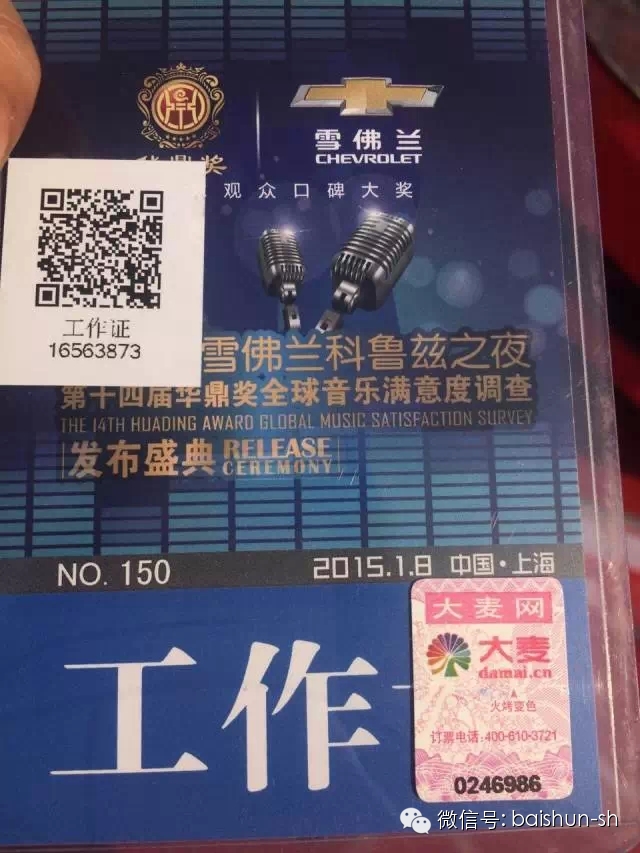 华鼎奖
雪佛兰
CHEVROLET
观众口碑大奖
工作证
16563873
雪佛兰科鲁兹之夜
第十四届华鼎奖全球音乐满意度调查
THE 14TH HUADING AWARD GLOBAL MUSIC SATISFACTION SURVEY
发布盛典 RELEASE CEREMONY
NO. 150
2015.1.8 中国·上海
工作
大麦网
大麦
damai.cn
火烤变色
订票电话:400-610-3721
0246986
微信号: baishun-sh